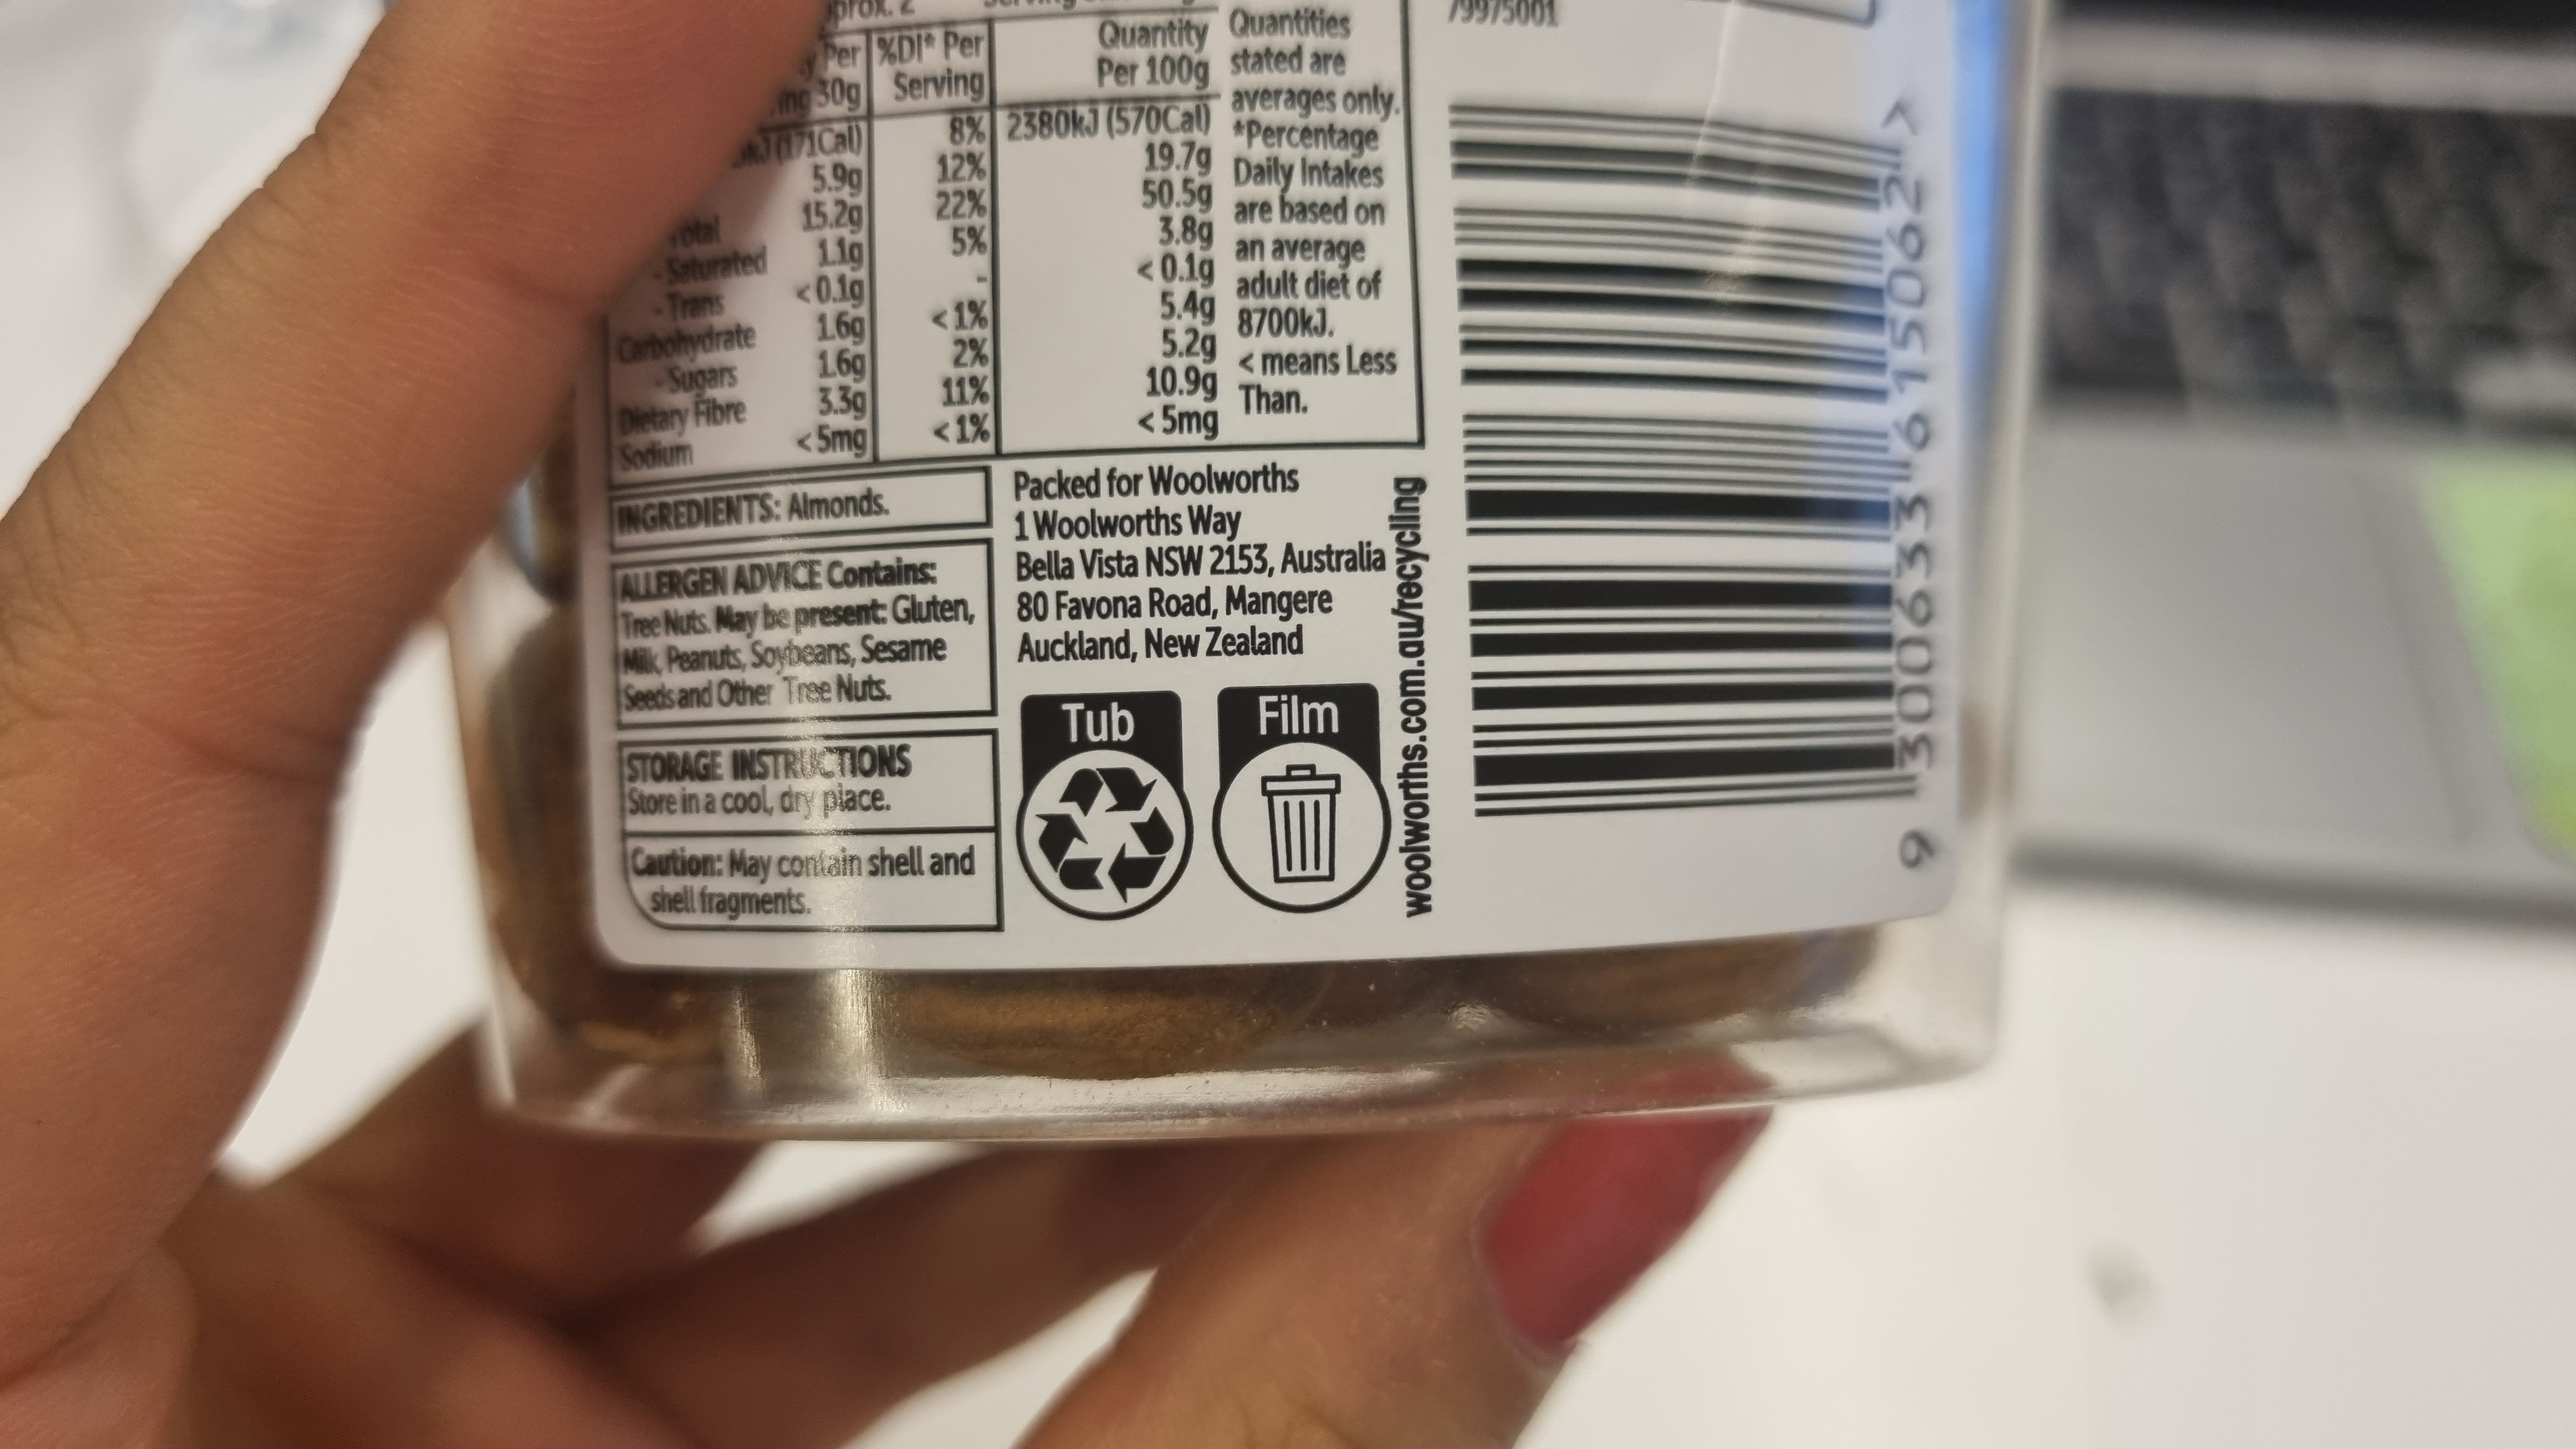 79975001
Per
30g
%DI* Per
Serving
Quantity
Per 100g
(171Cal) 8% 2380kJ (570Cal)
5.9g 12% 19.7g
Total 15.2g 22% 50.5g
- Saturated 1.1g 5% 3.8g
- Trans <0.1g - <0.1g
Carbohydrate 1.6g <1% 5.4g
- Sugars 1.6g 2% 5.2g
Dietary Fibre 3.3g 11% 10.9g
Sodium <5mg <1% <5mg
Quantities
stated are
averages only.
*Percentage
Daily Intakes
are based on
an average
adult diet of
8700kJ.
< means Less
Than.
INGREDIENTS: Almonds.
ALLERGEN ADVICE Contains:
Tree Nuts. May be present: Gluten,
Milk, Peanuts, Soybeans, Sesame
Seeds and Other Tree Nuts.
STORAGE INSTRUCTIONS
Store in a cool, dry place.
Caution: May contain shell and
shell fragments.
Packed for Woolworths
1 Woolworths Way
Bella Vista NSW 2153, Australia
80 Favona Road, Mangere
Auckland, New Zealand
Tub
Film
woolworths.com.au/recycling
9 300633 615062 >